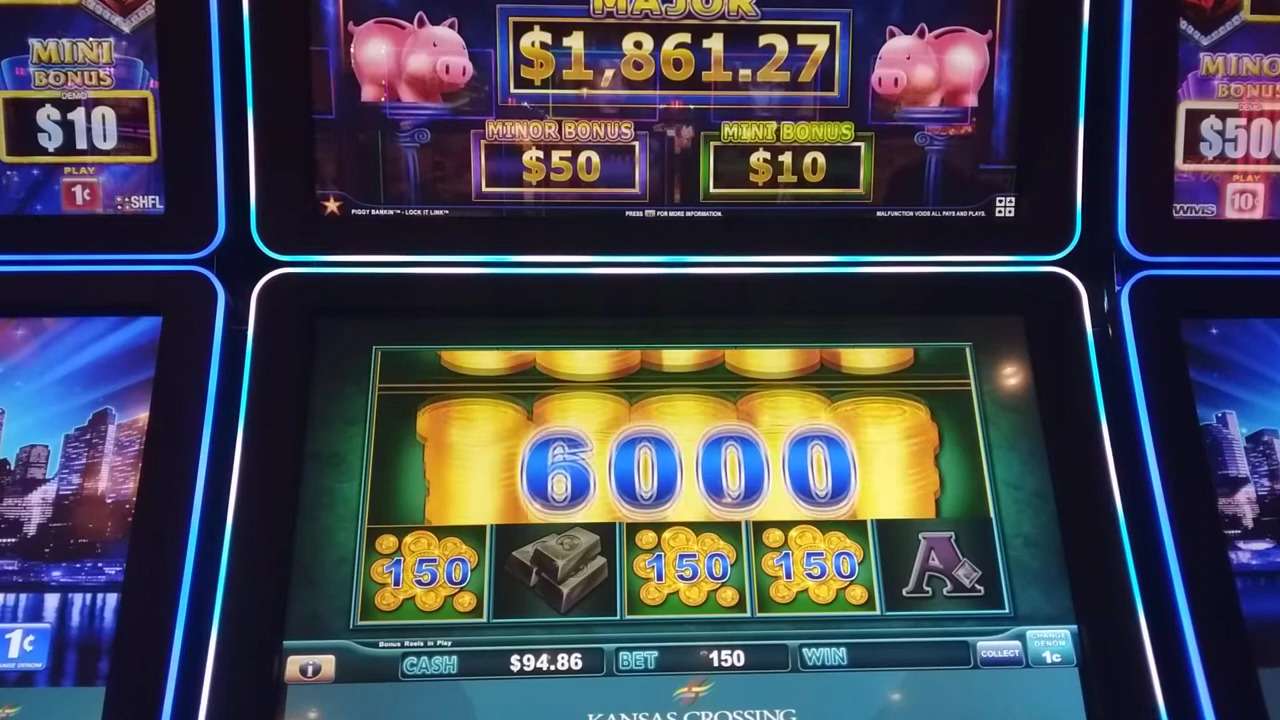 MAJOR
$1,861.27
MINI
BONUS
DEMO
$10
PLAY
1¢
SHFL
MINOR BONUS
$50
MINI BONUS
$10
MINOR
BONUS
$500
PLAY
10¢
WMS
PIGGY BANKIN'™ - LOCK IT LINK™
PRESS FOR MORE INFORMATION.
MALFUNCTION VOIDS ALL PAYS AND PLAYS.
6000
150
150
150
A
Bonus Reels in Play
CASH
$94.86
BET
150
WIN
COLLECT
CHANGE
DENOM
1¢
1¢
KANSAS CROSSING